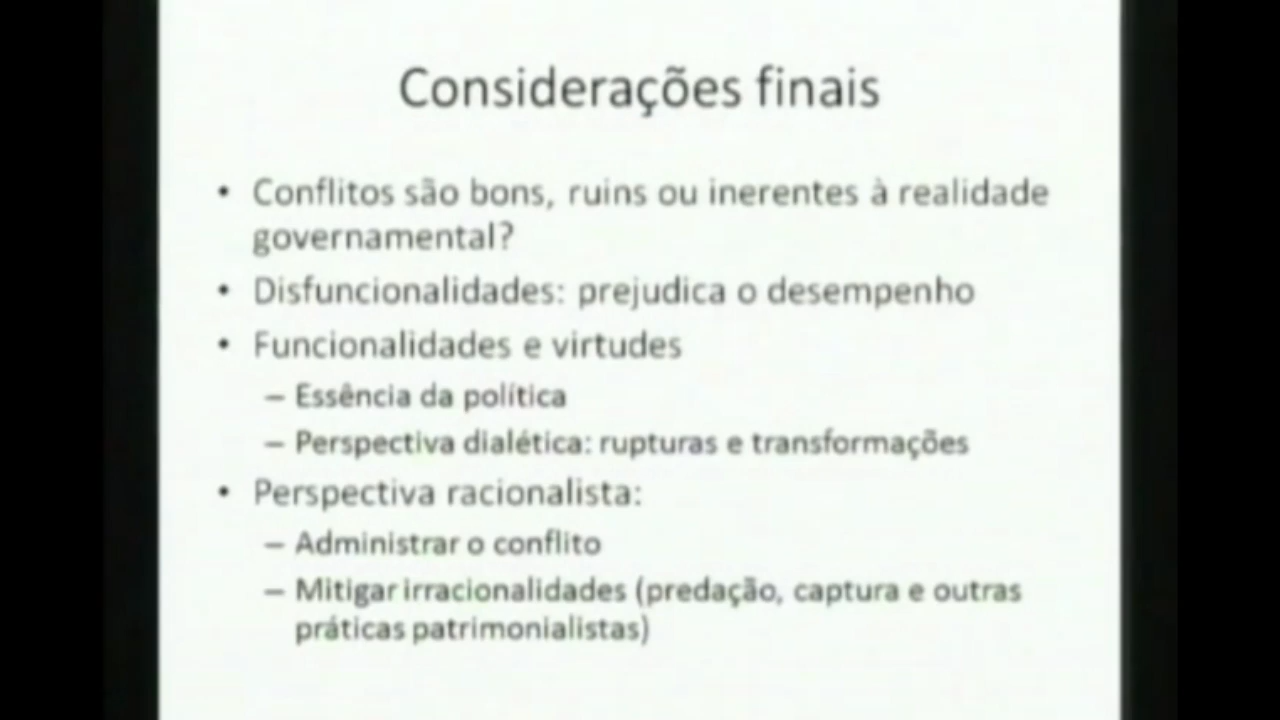 Considerações finais
• Conflitos são bons, ruins ou inerentes à realidade
governamental?
• Disfuncionalidades: prejudica o desempenho
• Funcionalidades e virtudes
– Essência da política
– Perspectiva dialética: rupturas e transformações
• Perspectiva racionalista:
– Administrar o conflito
– Mitigar irracionalidades (predação, captura e outras
práticas patrimonialistas)